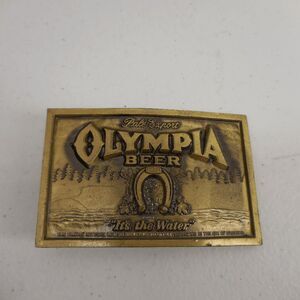 Pale Export
OLYMPIA
BEER
"It's the Water"